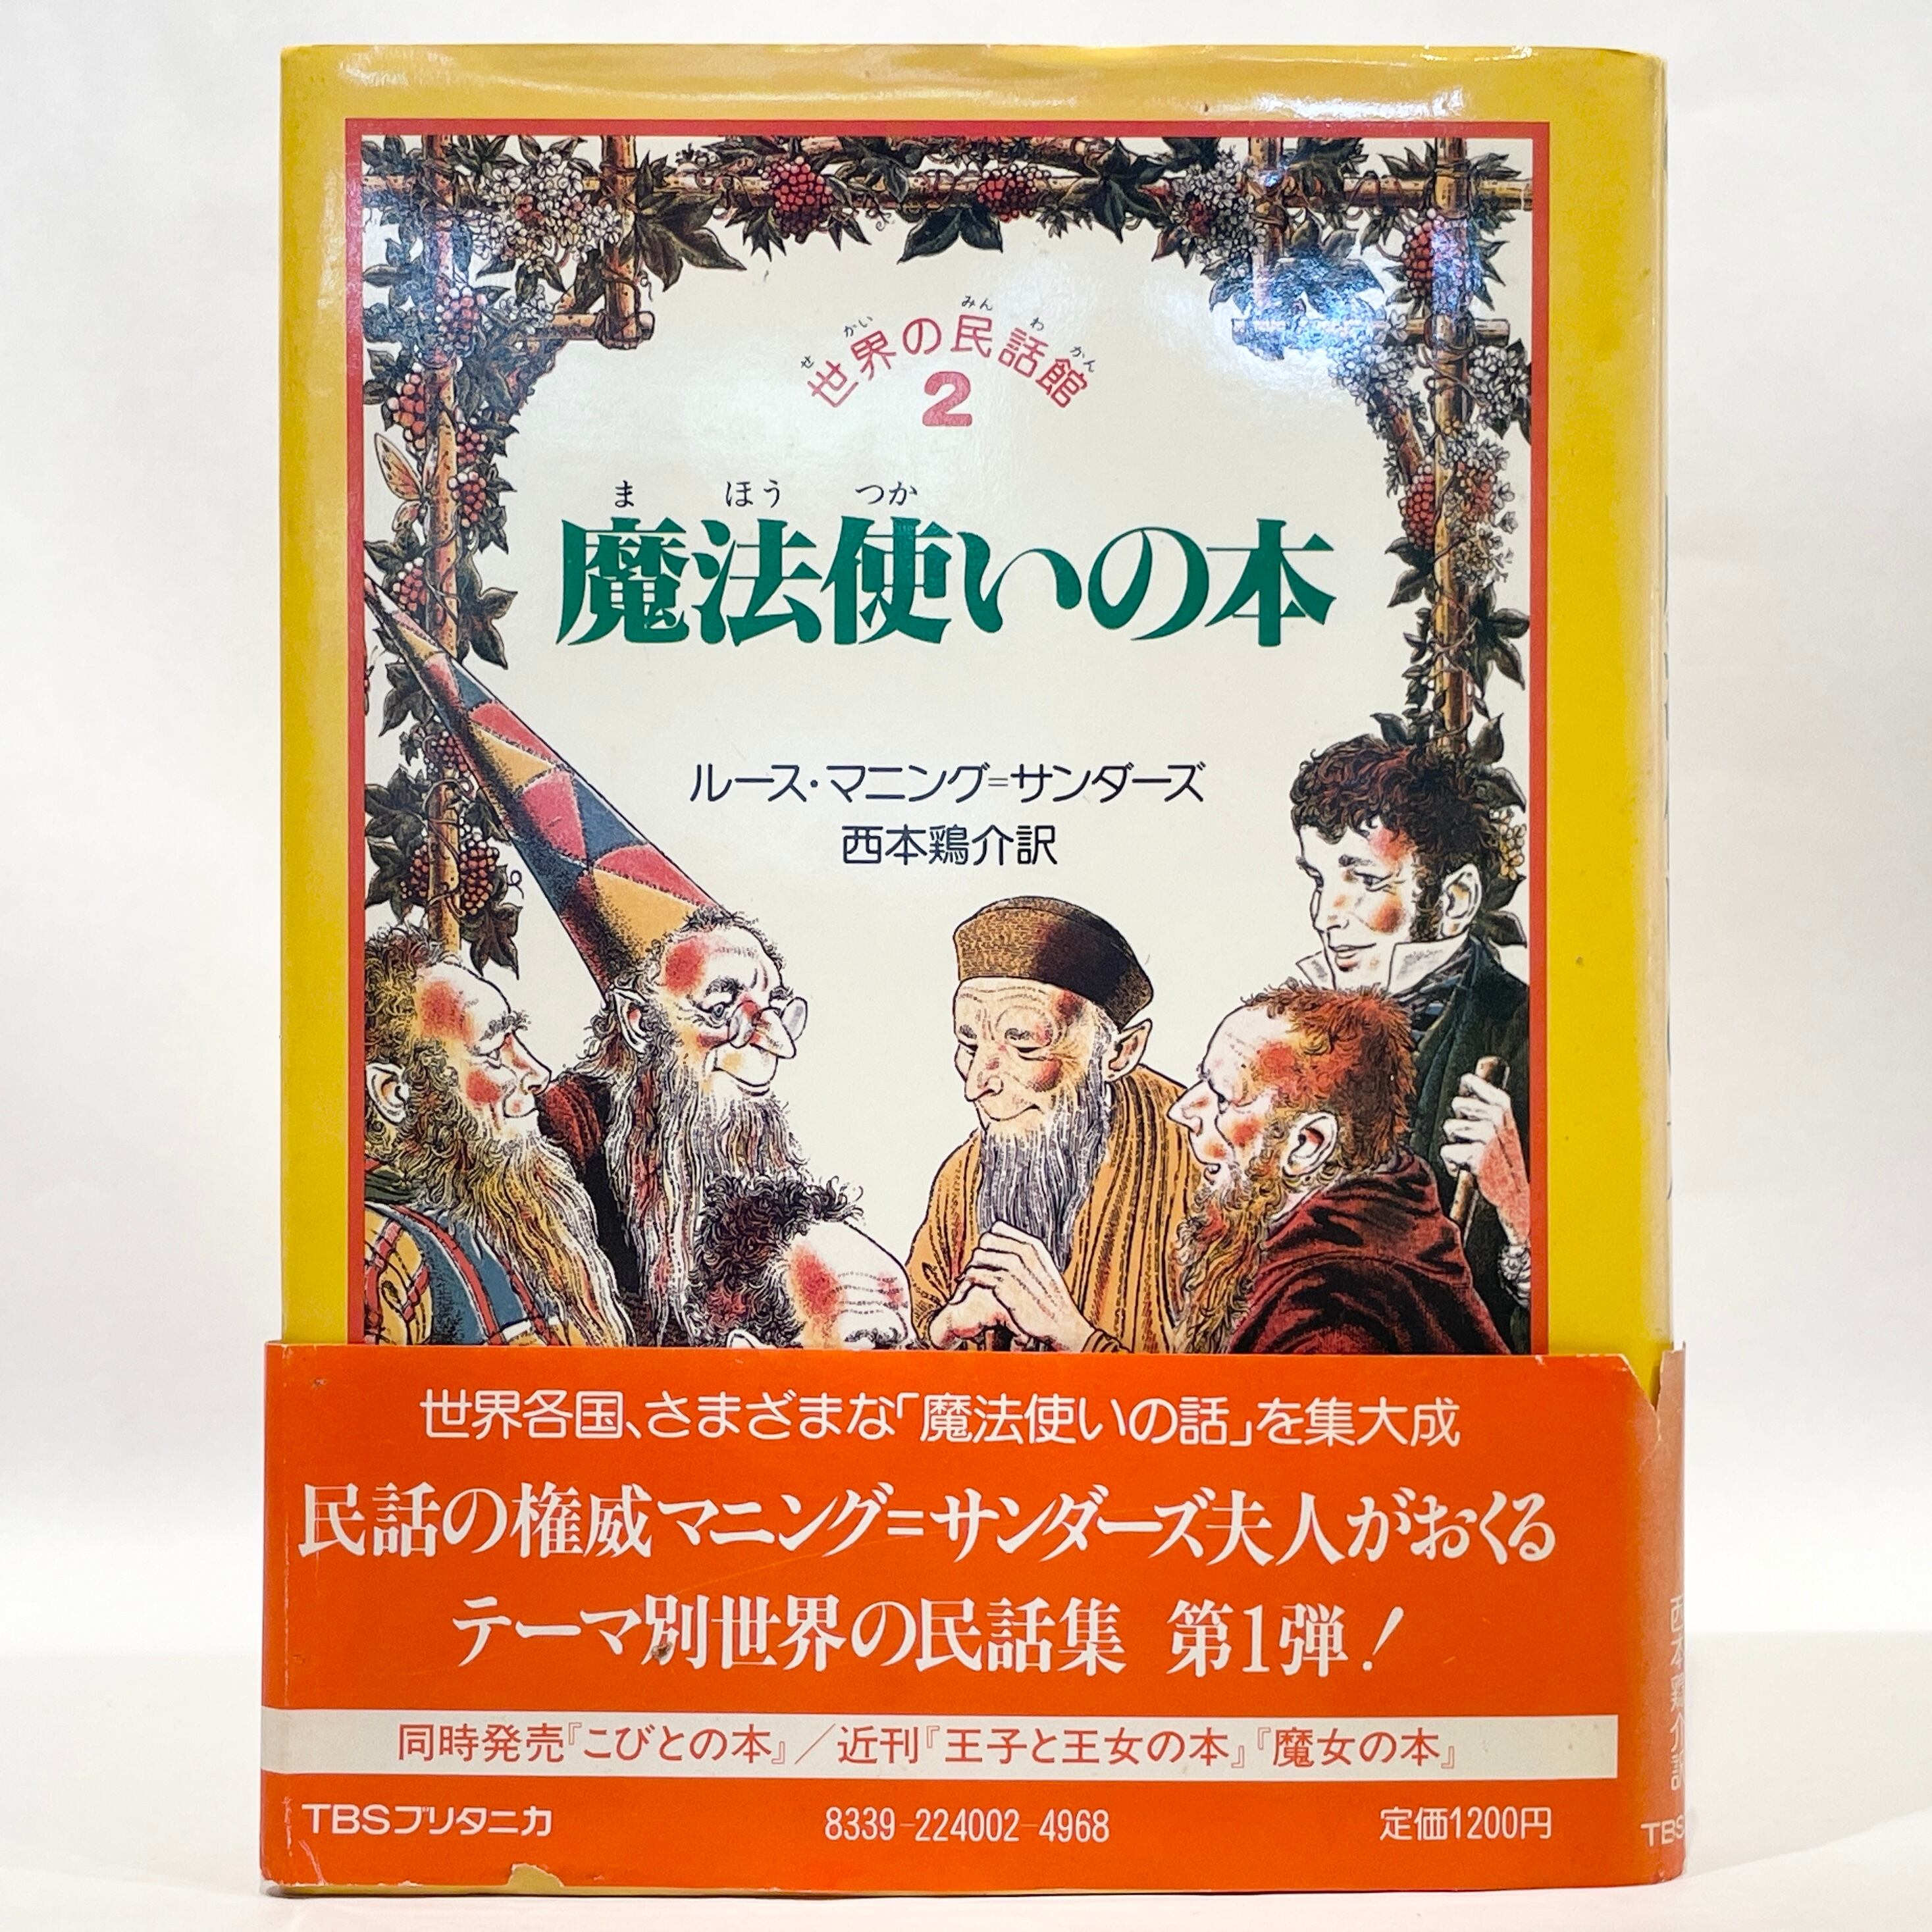 世界の民話館
せ かい みん わ かん
2
ま ほう つか
魔法使いの本
ルース・マニング=サンダーズ
西本鶏介訳
世界各国、さまざまな「魔法使いの話」を集大成
民話の権威マニング=サンダーズ夫人がおくる
テーマ別世界の民話集 第1弾!
同時発売『こびとの本』/近刊『王子と王女の本』『魔女の本』
TBSブリタニカ
8339-224002-4968
定価1200円
西本鶏介訳
TBS